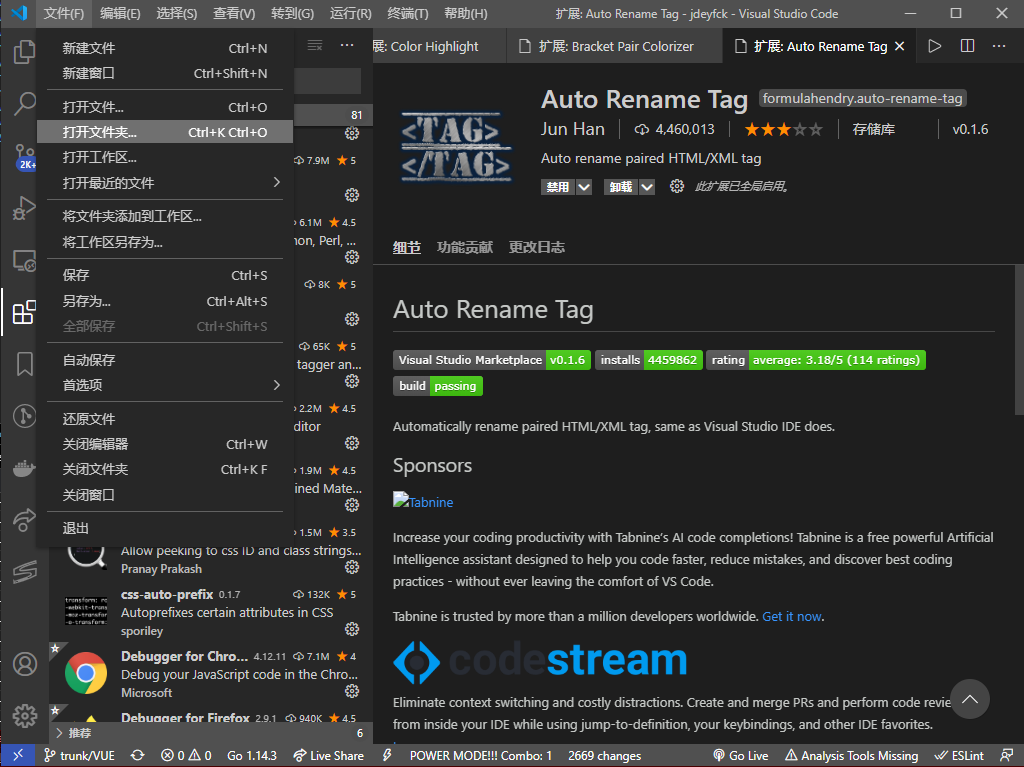 文件(F) 编辑(E) 选择(S) 查看(V) 转到(G) 运行(R) 终端(T) 帮助(H) 扩展: Auto Rename Tag - jdeyfck - Visual Studio Code
新建文件 Ctrl+N
新建窗口 Ctrl+Shift+N
打开文件... Ctrl+O
打开文件夹... Ctrl+K Ctrl+O
打开工作区...
打开最近的文件
将文件夹添加到工作区...
将工作区另存为...
保存 Ctrl+S
另存为... Ctrl+Alt+S
全部保存 Ctrl+Shift+S
自动保存
首选项
还原文件
关闭编辑器 Ctrl+W
关闭文件夹 Ctrl+K F
关闭窗口
退出
2K+
81
7.9M 5
6.1M 4.5
non, Perl, ...
8K 5
65K 5
tagger an...
2.2M 4.5
ditor
1.9M 4.5
ined Mate...
1.5M 3.5
Allow peeking to css ID and class strings...
Pranay Prakash
css-auto-prefix 0.1.7 132K 5
Autoprefixes certain attributes in CSS
sporiley
Debugger for Chro... 4.12.11 7.1M 4
Debug your JavaScript code in the Chro...
Microsoft
Debugger for Firefox 2.9.1 940K 4.5
推荐 6
展: Color Highlight 扩展: Bracket Pair Colorizer 扩展: Auto Rename Tag
<TAG>
</TAG>
Auto Rename Tag formulahendry.auto-rename-tag
Jun Han 4,460,013 存储库 v0.1.6
Auto rename paired HTML/XML tag
禁用 卸载 此扩展已全局启用。
细节 功能贡献 更改日志
Auto Rename Tag
Visual Studio Marketplace v0.1.6 installs 4459862 rating average: 3.18/5 (114 ratings)
build passing
Automatically rename paired HTML/XML tag, same as Visual Studio IDE does.
Sponsors
Tabnine
Increase your coding productivity with Tabnine's AI code completions! Tabnine is a free powerful Artificial
Intelligence assistant designed to help you code faster, reduce mistakes, and discover best coding
practices - without ever leaving the comfort of VS Code.
Tabnine is trusted by more than a million developers worldwide. Get it now.
codestream
Eliminate context switching and costly distractions. Create and merge PRs and perform code revie
from inside your IDE while using jump-to-definition, your keybindings, and other IDE favorites.
trunk/VUE 0 0 Go 1.14.3 Live Share POWER MODE!!! Combo: 1 2669 changes Go Live Analysis Tools Missing ESLint